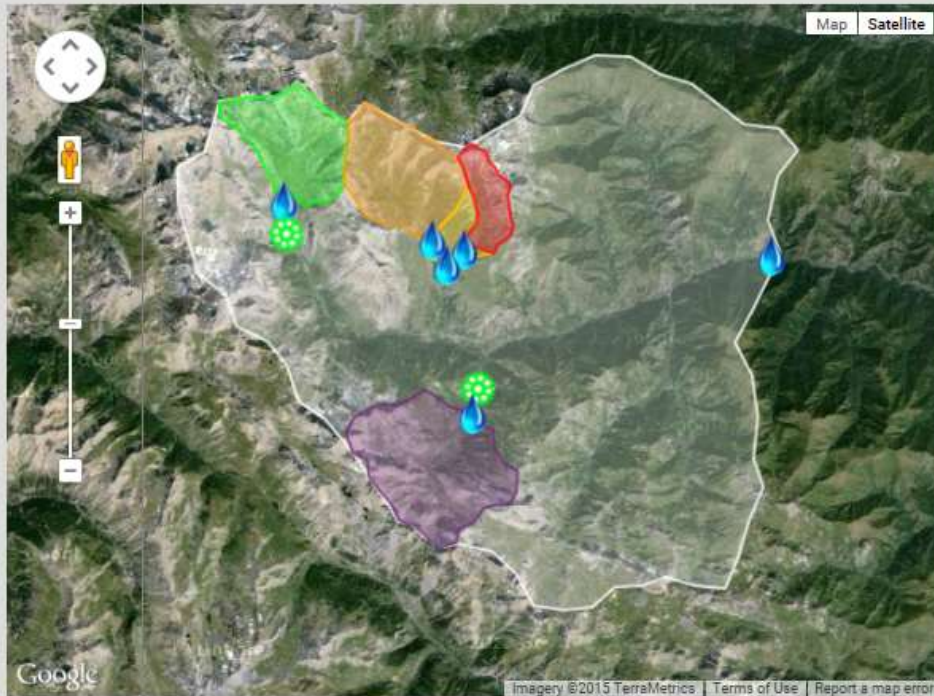 Map
Satellite
Google
Imagery ©2015 TerraMetrics
Terms of Use
Report a map error